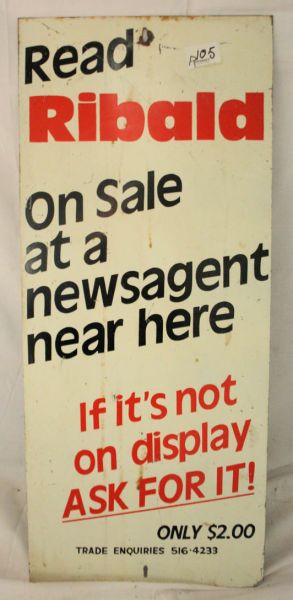 Read
R105
Ribald
On Sale
at a
newsagent
near here
If it's not
on display
ASK FOR IT!
ONLY $2.00
TRADE ENQUIRIES 516-4233